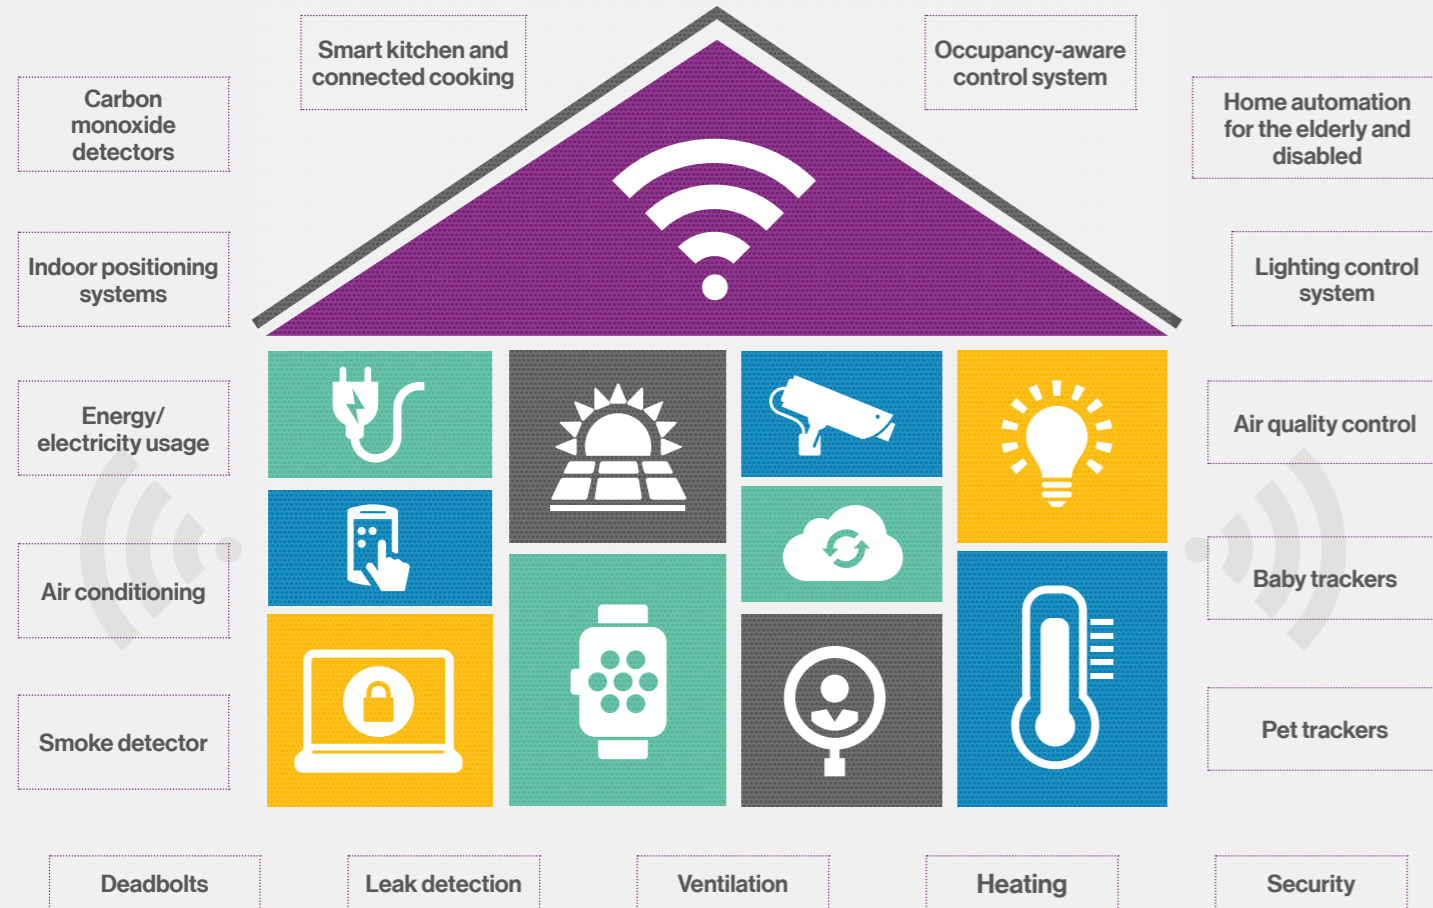 Smart kitchen and
connected cooking
Occupancy-aware
control system
Carbon
monoxide
detectors
Home automation
for the elderly and
disabled
Indoor positioning
systems
Lighting control
system
Energy/
electricity usage
Air quality control
Air conditioning
Baby trackers
Smoke detector
Pet trackers
Deadbolts
Leak detection
Ventilation
Heating
Security